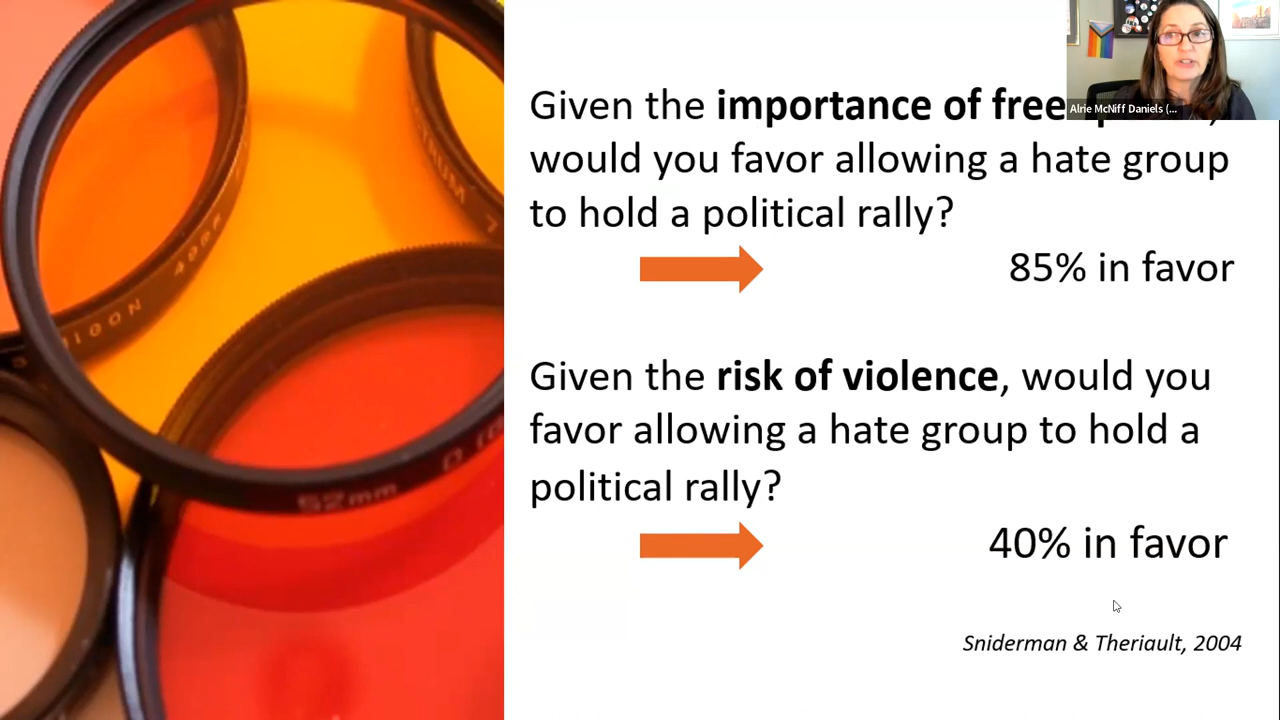 Given the importance of free
would you favor allowing a hate group
to hold a political rally?
85% in favor
Given the risk of violence, would you
favor allowing a hate group to hold a
political rally?
40% in favor
Sniderman & Theriault, 2004
Alrie McNiff Daniels (...
52mm